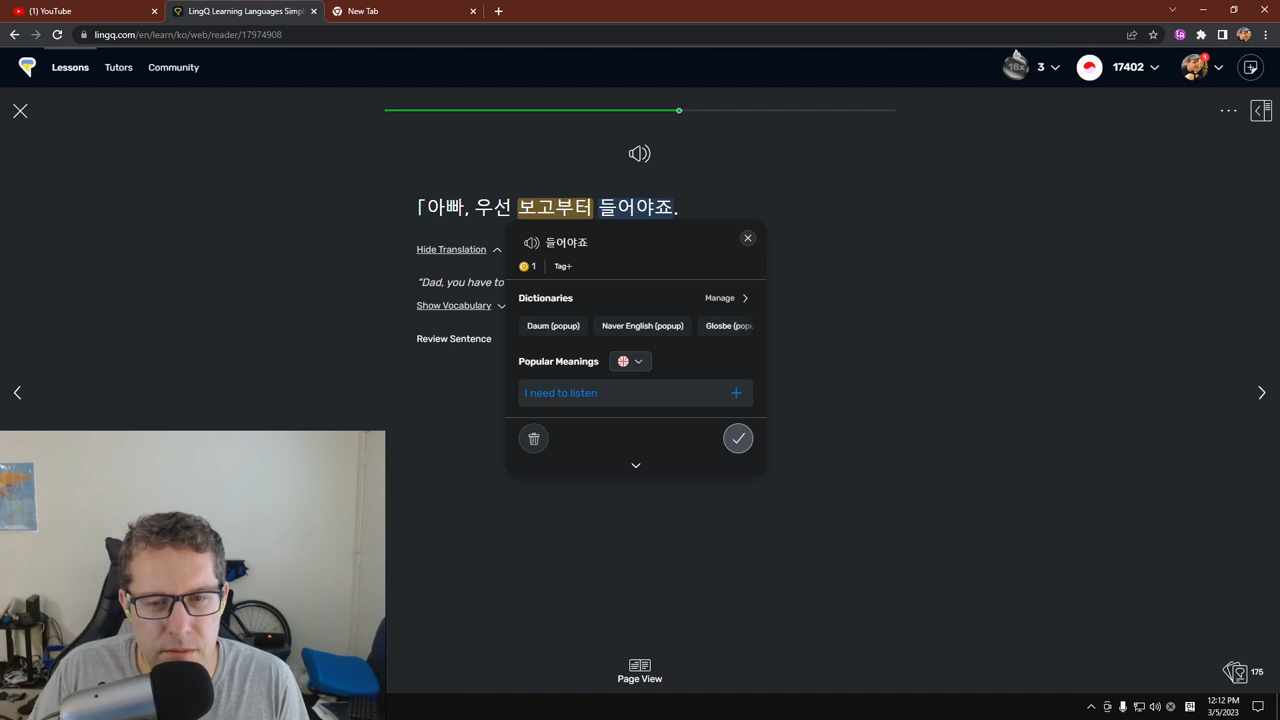 (1) YouTube
LingQ Learning Languages Simpl
New Tab
lingq.com/en/learn/ko/web/reader/17974908
Lessons
Tutors
Community
18x
3
17402
1
「아빠, 우선 보고부터 들어야죠.
Hide Translation
"Dad, you have to
Show Vocabulary
Review Sentence
들어야죠
1
Tag+
Dictionaries
Manage
Daum (popup)
Naver English (popup)
Glosbe (popu
Popular Meanings
I need to listen
Page View
175
12:12 PM
3/5/2023